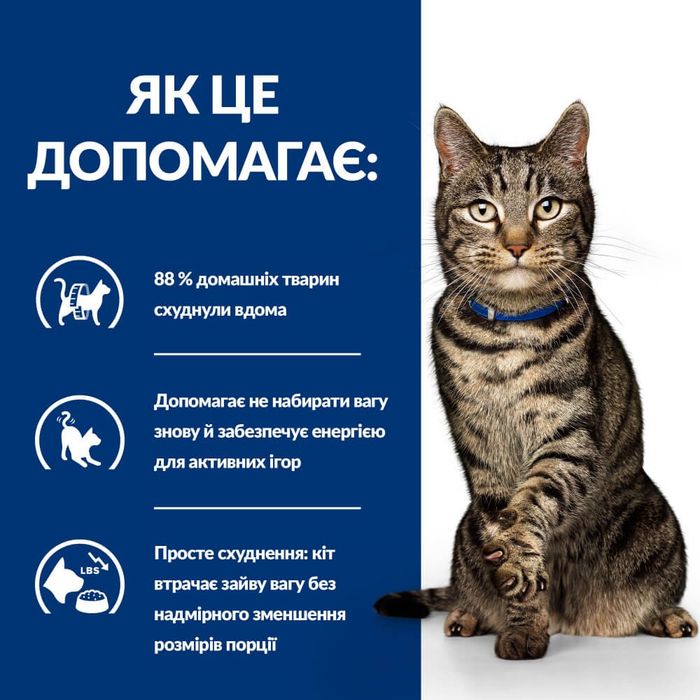 ЯК ЦЕ
ДОПОМАГАЄ:
88 % домашніх тварин
схуднули вдома
Допомагає не набирати вагу
знову й забезпечує енергією
для активних ігор
LBS
Просте схуднення: кіт
втрачає зайву вагу без
надмірного зменшення
розмірів порції